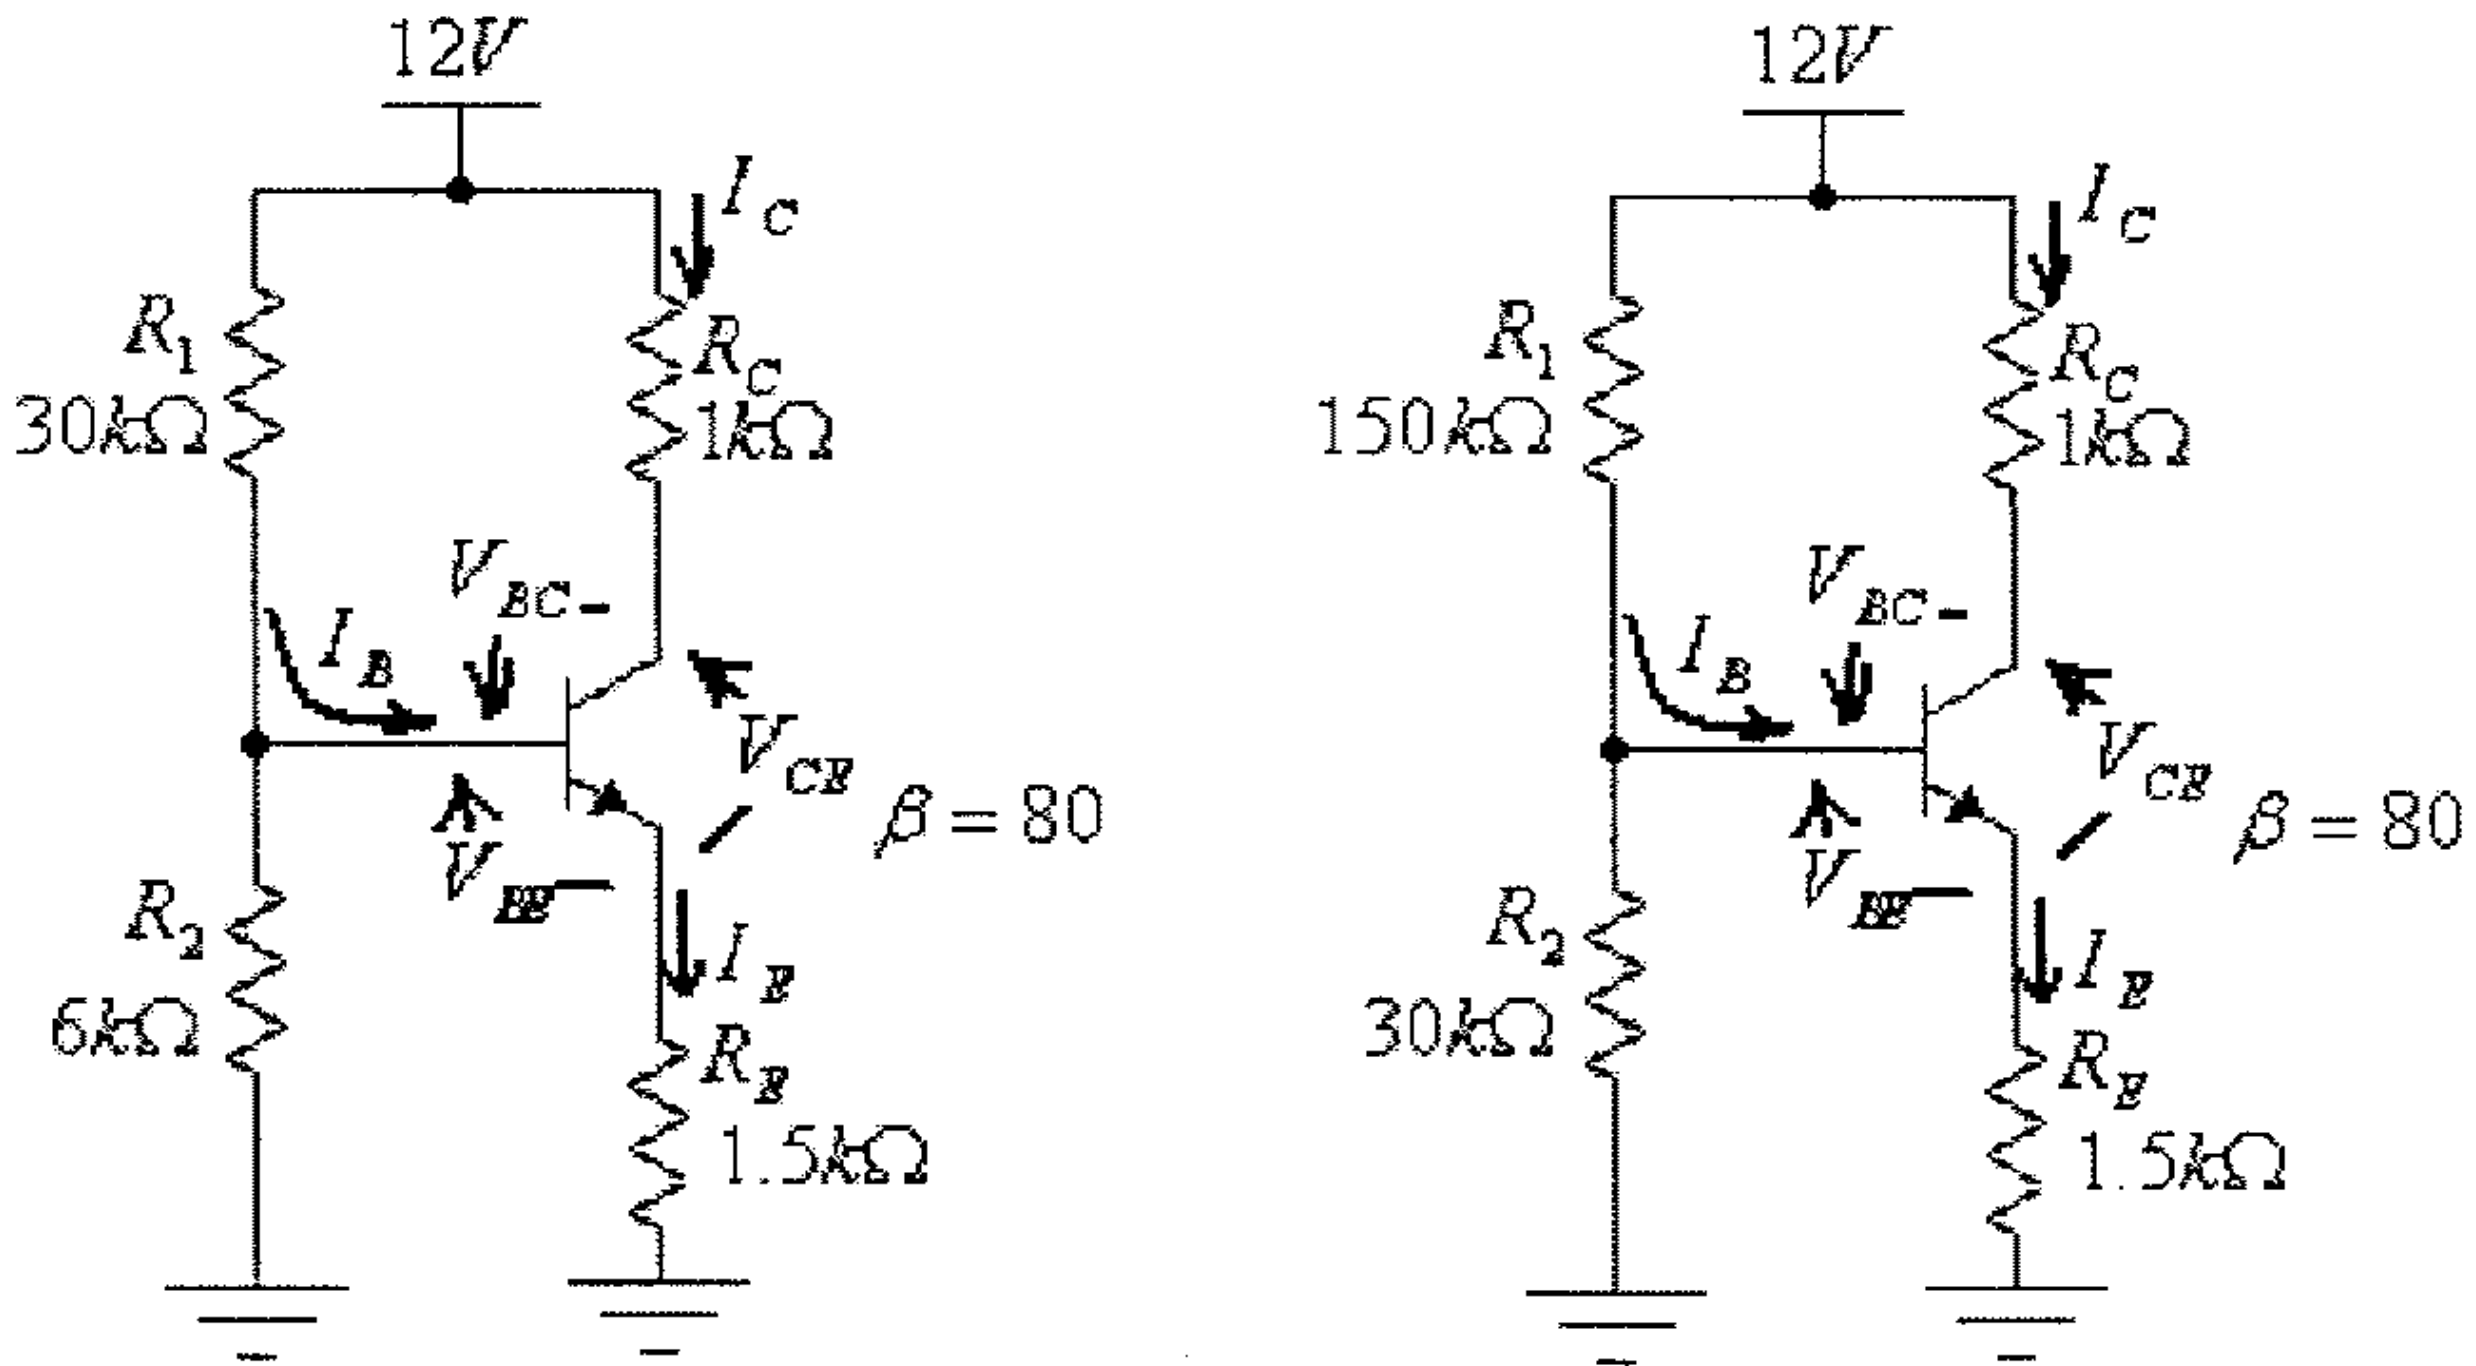 12V
I_C
R_1
30kΩ
R_C
1kΩ
V_BC-
I_B
V_CE
β = 80
V_BE
R_2
6kΩ
I_E
R_E
1.5kΩ
12V
I_C
R_1
150kΩ
R_C
1kΩ
V_BC-
I_B
V_CE
β = 80
V_BE
R_2
30kΩ
I_E
R_E
1.5kΩ